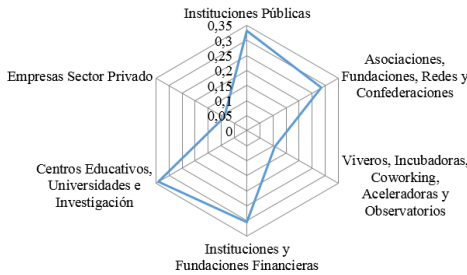 Instituciones Públicas
0,35
0,3
0,25
0,2
0,15
0,1
0,05
0
Asociaciones,
Fundaciones, Redes y
Confederaciones
Viveros, Incubadoras,
Coworking,
Aceleradoras y
Observatorios
Instituciones y
Fundaciones Financieras
Centros Educativos,
Universidades e
Investigación
Empresas Sector Privado